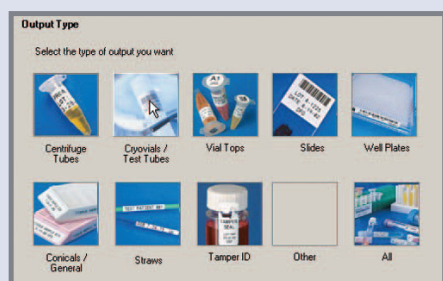 Output Type
Select the type of output you want
Centrifuge
Tubes
Cryovials /
Test Tubes
Vial Tops
Slides
Well Plates
Conicals /
General
Straws
Tamper ID
Other
All